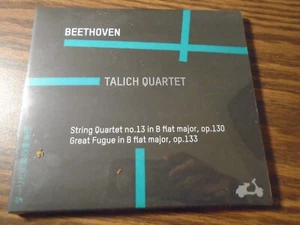 BEETHOVEN
TALICH QUARTET
String Quartet no.13 in B flat major, op.130
Great Fugue in B flat major, op.133